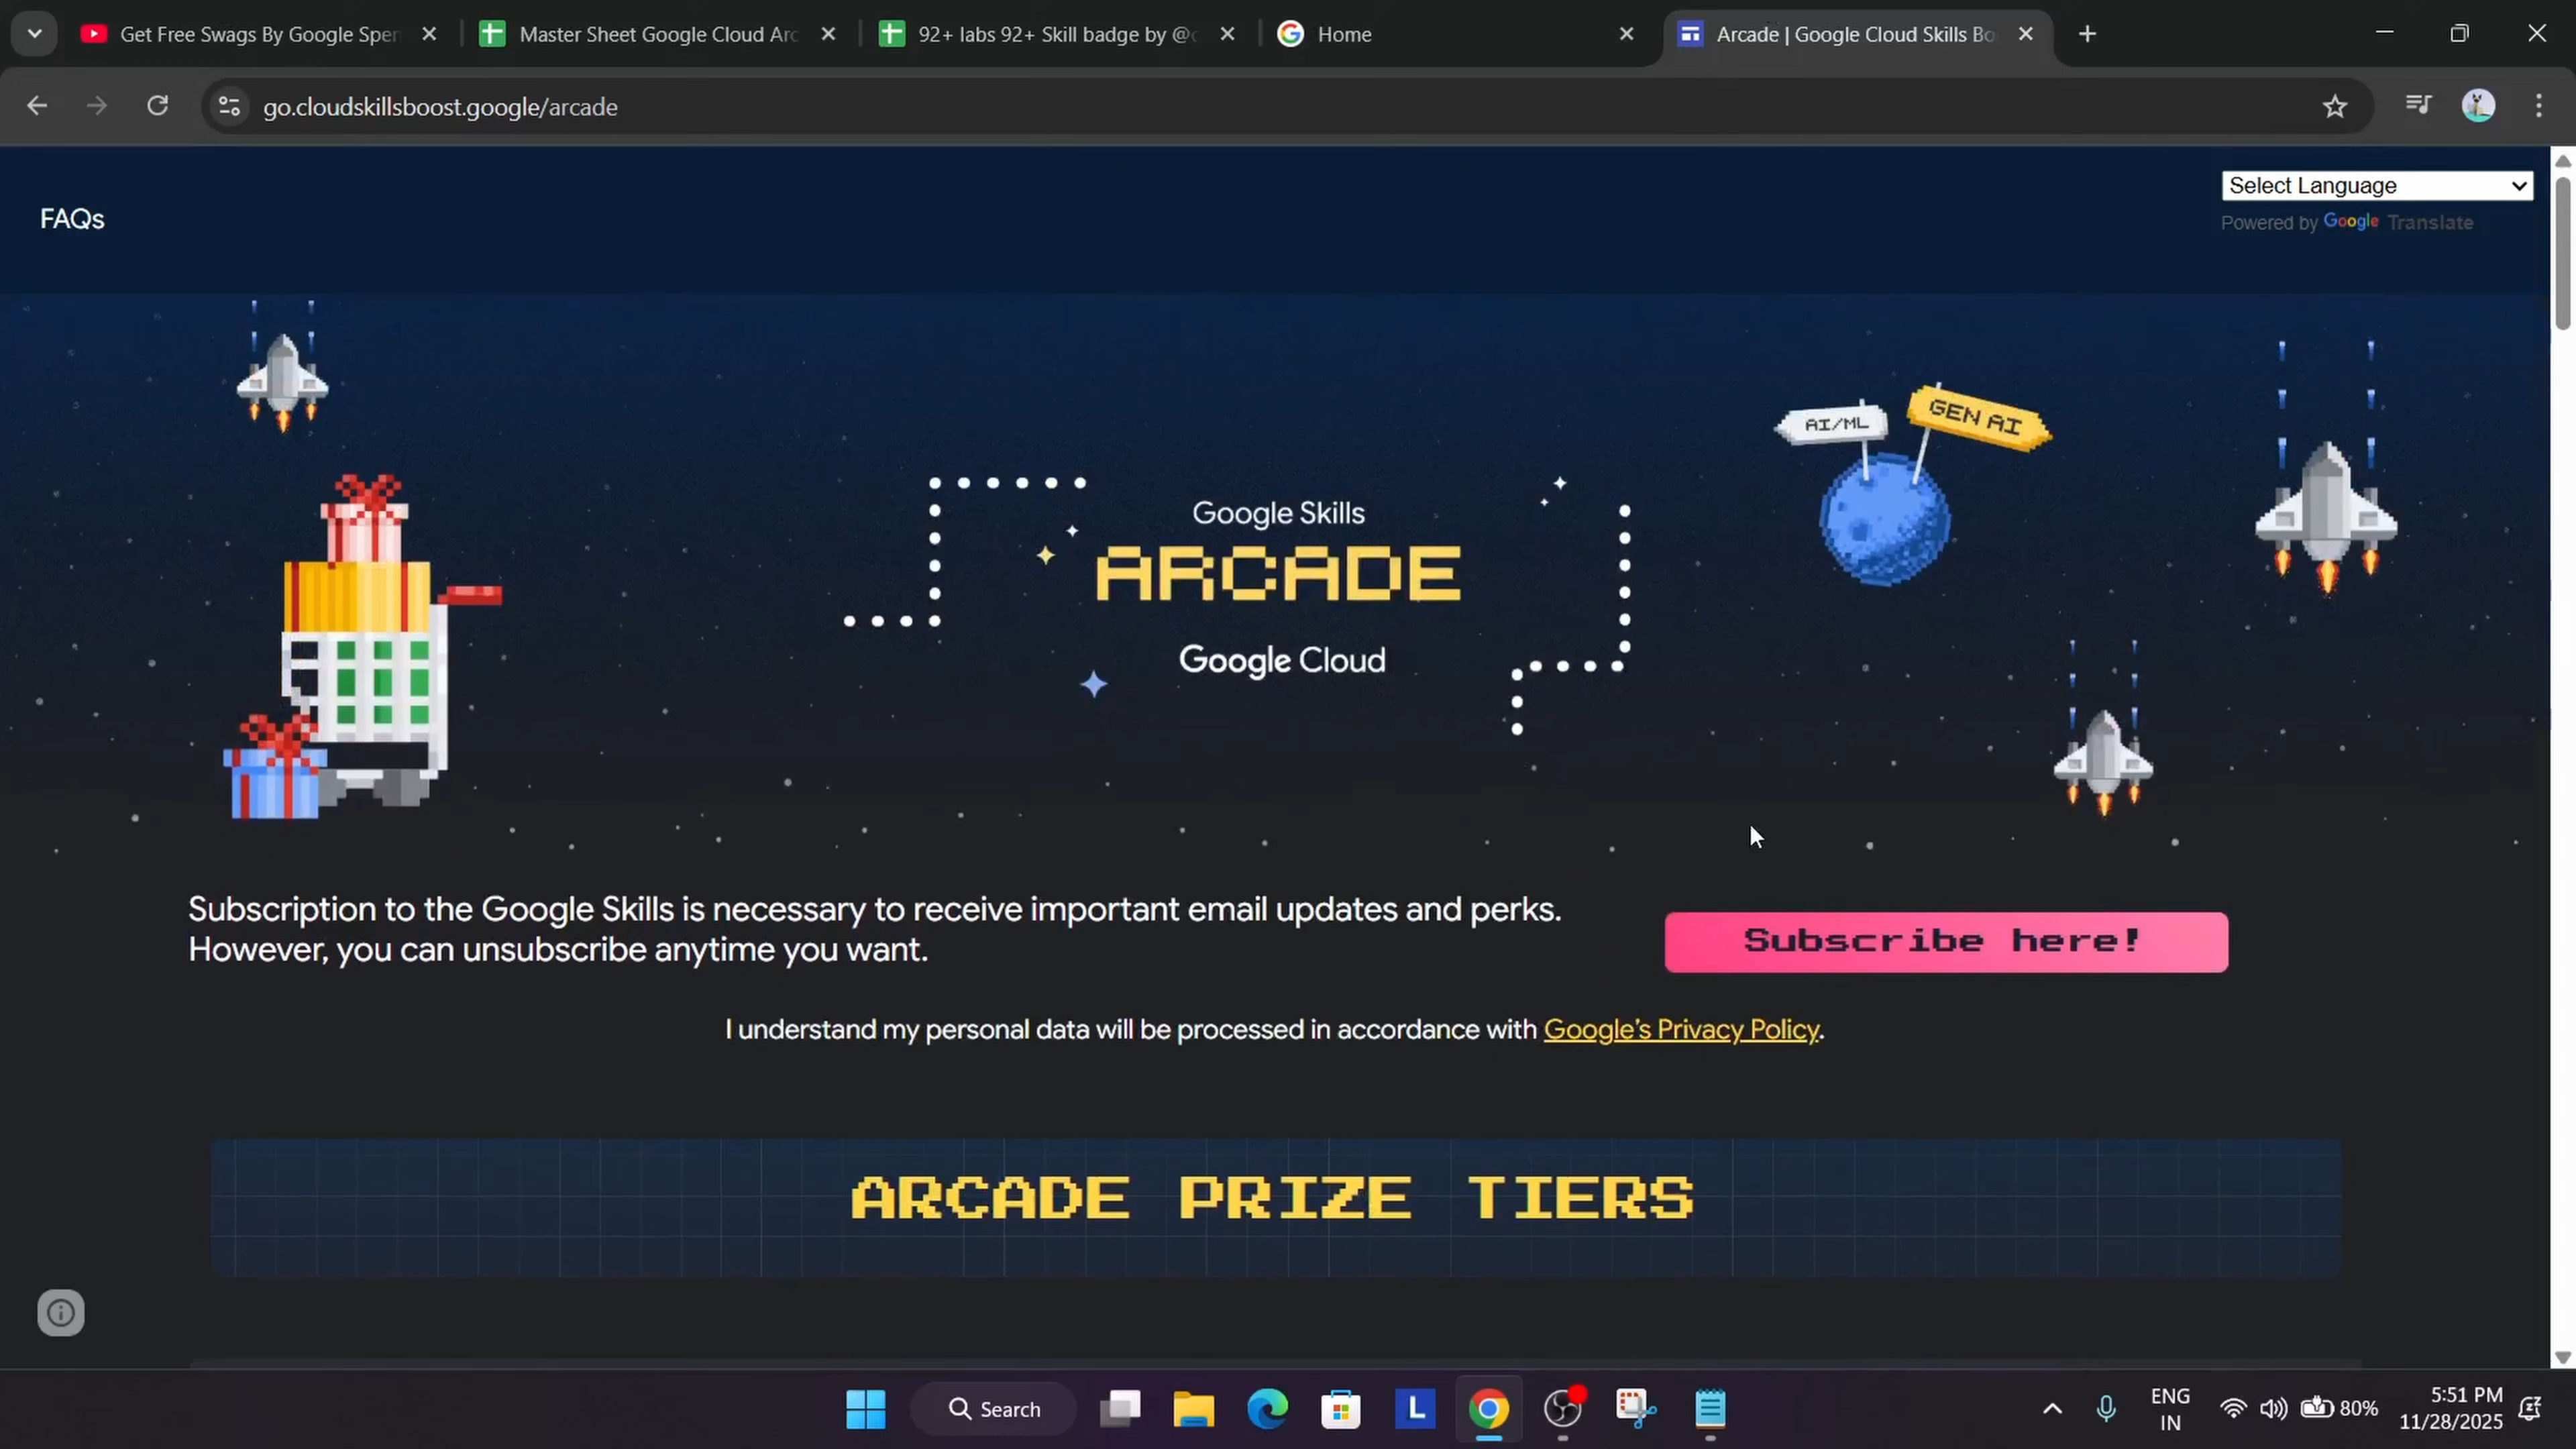 Get Free Swags By Google Sper
Master Sheet Google Cloud Arc
92+ labs 92+ Skill badge by @c
Home
Arcade | Google Cloud Skills Bo
go.cloudskillsboost.google/arcade
FAQs
Select Language
Powered by Google Translate
AI/ML
GEN AI
Google Skills
ARCADE
Google Cloud
Subscription to the Google Skills is necessary to receive important email updates and perks.
However, you can unsubscribe anytime you want.
Subscribe here!
I understand my personal data will be processed in accordance with Google's Privacy Policy.
ARCADE PRIZE TIERS
Search
L
ENG
IN
80%
5:51 PM
11/28/2025